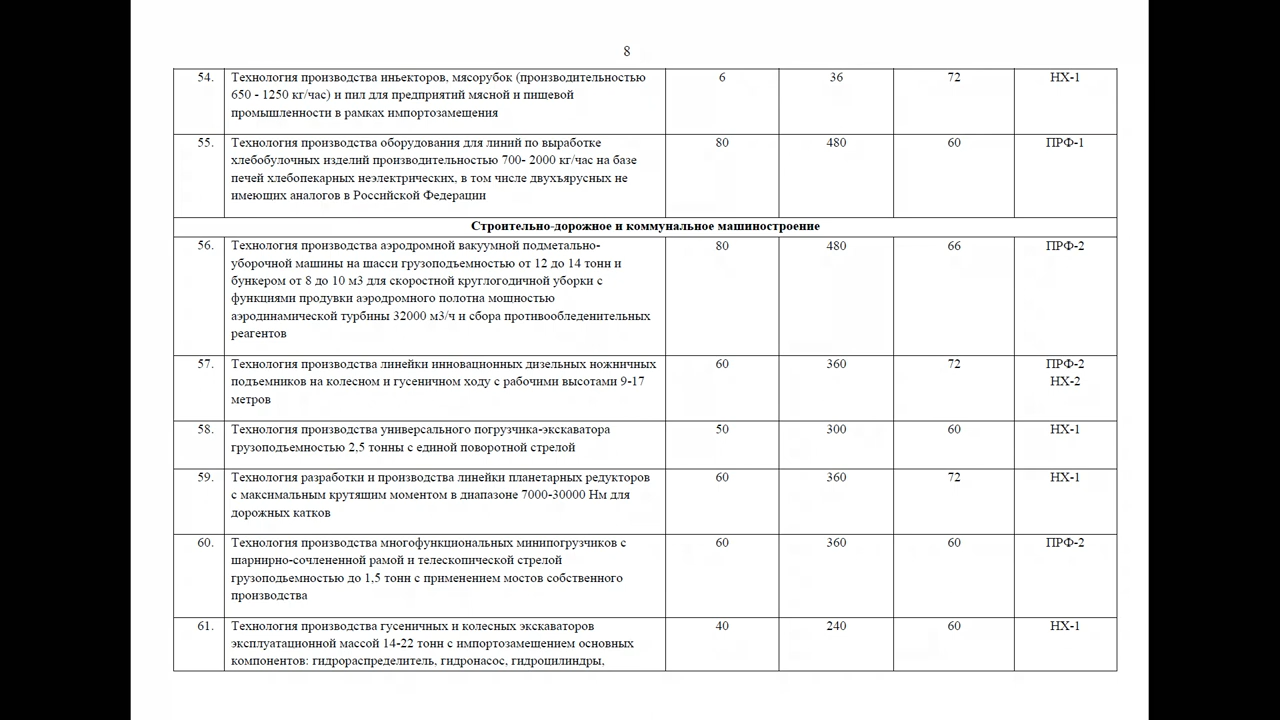 8
54. Технология производства иньекторов, мясорубок (производительностью 6 36 72 НХ-1
650 - 1250 кг/час) и пил для предприятий мясной и пишевой
промышленности в рамках импортозамещения
55. Технология производства оборудования для линий по выработке 80 480 60 ПРФ-1
хлебобулочных изделий производительностью 700- 2000 кг/час на базе
печей хлебопекарных неэлектрических, в том числе двухъярусных не
имеющих аналогов в Российской Федерации
Строительно-дорожное и коммунальное машиностроение
56. Технология производства аэродромной вакуумной подметально- 80 480 66 ПРФ-2
уборочной машины на шасси грузоподъемностью от 12 до 14 тонн и
бункером от 8 до 10 м3 для скоростной круглогодичной уборки с
функциями продувки аэродромного полотна мощностью
аэродинамической турбины 32000 м3/ч и сбора противообледенительных
реагентов
57. Технология производства линейки инновационных дизельных ножничных 60 360 72 ПРФ-2
подъемников на колесном и гусеничном ходу с рабочими высотами 9-17 НХ-2
метров
58. Технология производства универсального погрузчика-экскаватора 50 300 60 НХ-1
грузоподъемностью 2,5 тонны с единой поворотной стрелой
59. Технология разработки и производства линейки планетарных редукторов 60 360 72 НХ-1
с максимальным крутящим моментом в диапазоне 7000-30000 Нм для
дорожных катков
60. Технология производства многофункциональных минипогрузчиков с 60 360 60 ПРФ-2
шарнирно-сочлененной рамой и телескопической стрелой
грузоподъемностью до 1,5 тонн с применением мостов собственного
производства
61. Технология производства гусеничных и колесных экскаваторов 40 240 60 НХ-1
эксплуатационной массой 14-22 тонн с импортозамещением основных
компонентов: гидрораспределитель, гидронасос, гидроцилиндры,